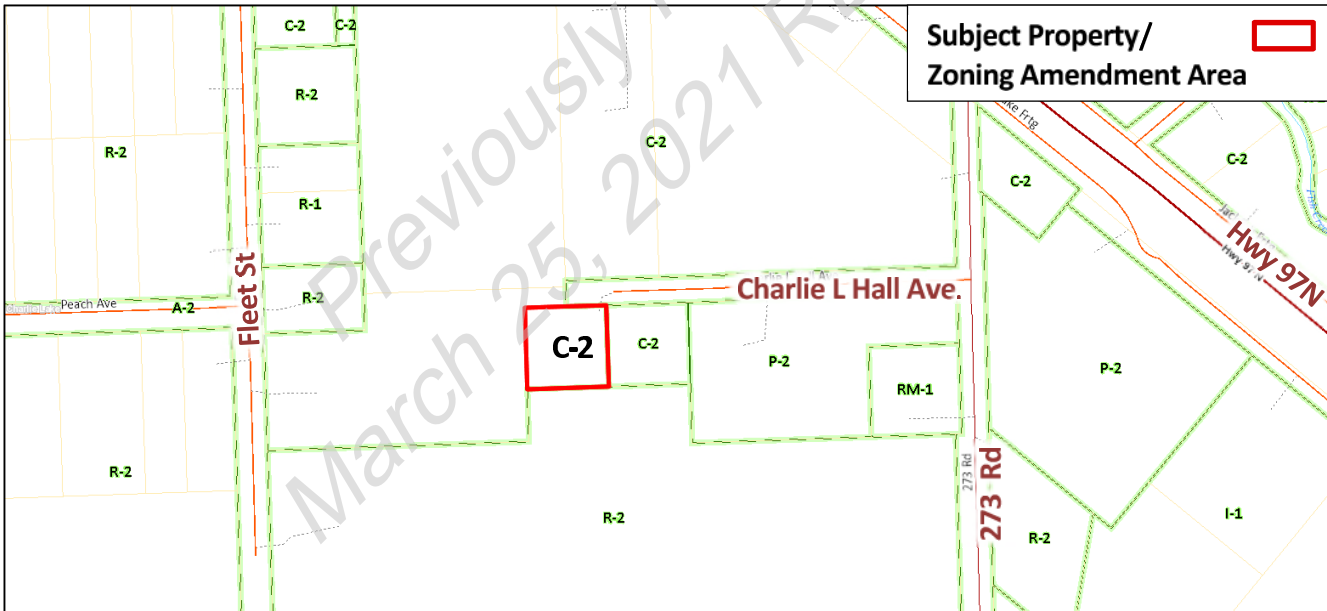 Subject Property/
Zoning Amendment Area
C-2
C-2
R-2
R-2
C-2
C-2
C-2
R-1
Hwy 97N
Hwy 97N
Charlie L Hall Ave.
R-2
Peach Ave
A-2
Fleet St
C-2
C-2
P-2
RM-1
P-2
R-2
273 Rd
273 Rd
R-2
I-1
R-2
Previously
March 25, 2021